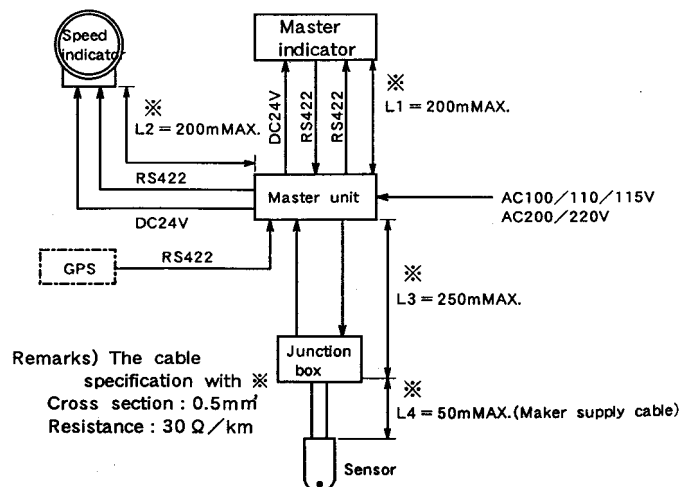 Speed
indicator
Master
indicator
※
L2＝200mMAX.
DC24V
RS422
RS422
※
L1＝200mMAX.
RS422
DC24V
Master unit
AC100／110／115V
AC200／220V
GPS
RS422
※
L3＝250mMAX.
Junction
box
Remarks) The cable
specification with ※
Cross section : 0.5m㎡
Resistance : 30 Ω／km
※
L4＝50mMAX.(Maker supply cable)
Sensor